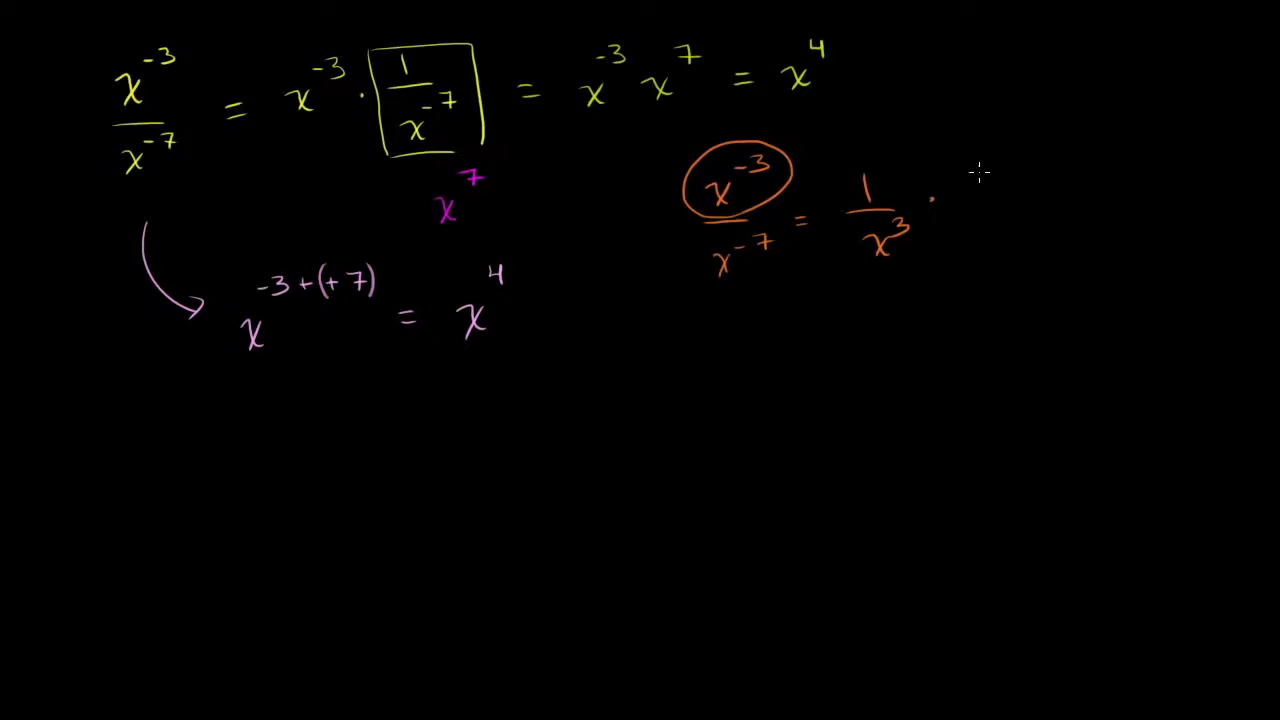 x^-3 / x^-7 = x^-3 · 1 / x^-7 = x^-3 x^7 = x^4
x^7
x^-3 / x^-7 = 1 / x^3 ·
x^-3+(+7) = x^4